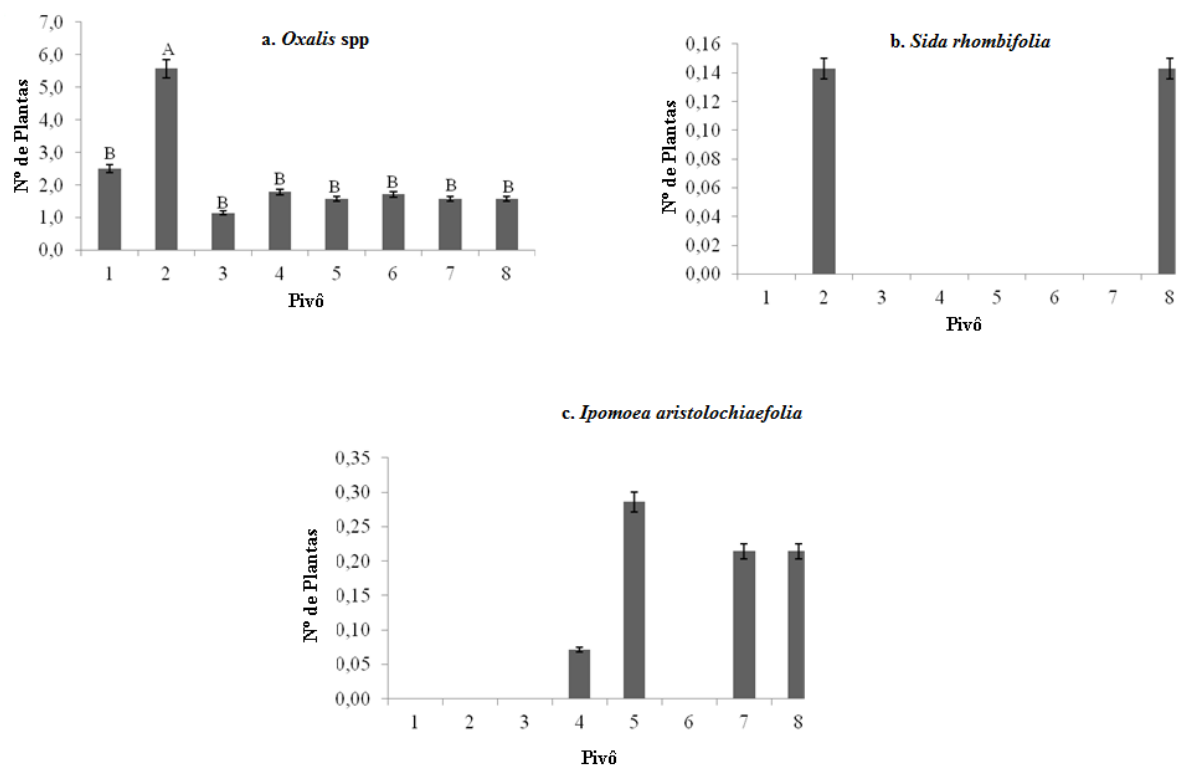 a. Oxalis spp
Nº de Plantas
7,0
6,0
5,0
4,0
3,0
2,0
1,0
0,0
B A B B B B B B
1 2 3 4 5 6 7 8
Pivô
b. Sida rhombifolia
Nº de Plantas
0,16
0,14
0,12
0,10
0,08
0,06
0,04
0,02
0,00
1 2 3 4 5 6 7 8
Pivô
c. Ipomoea aristolochiaefolia
Nº de Plantas
0,35
0,30
0,25
0,20
0,15
0,10
0,05
0,00
1 2 3 4 5 6 7 8
Pivô